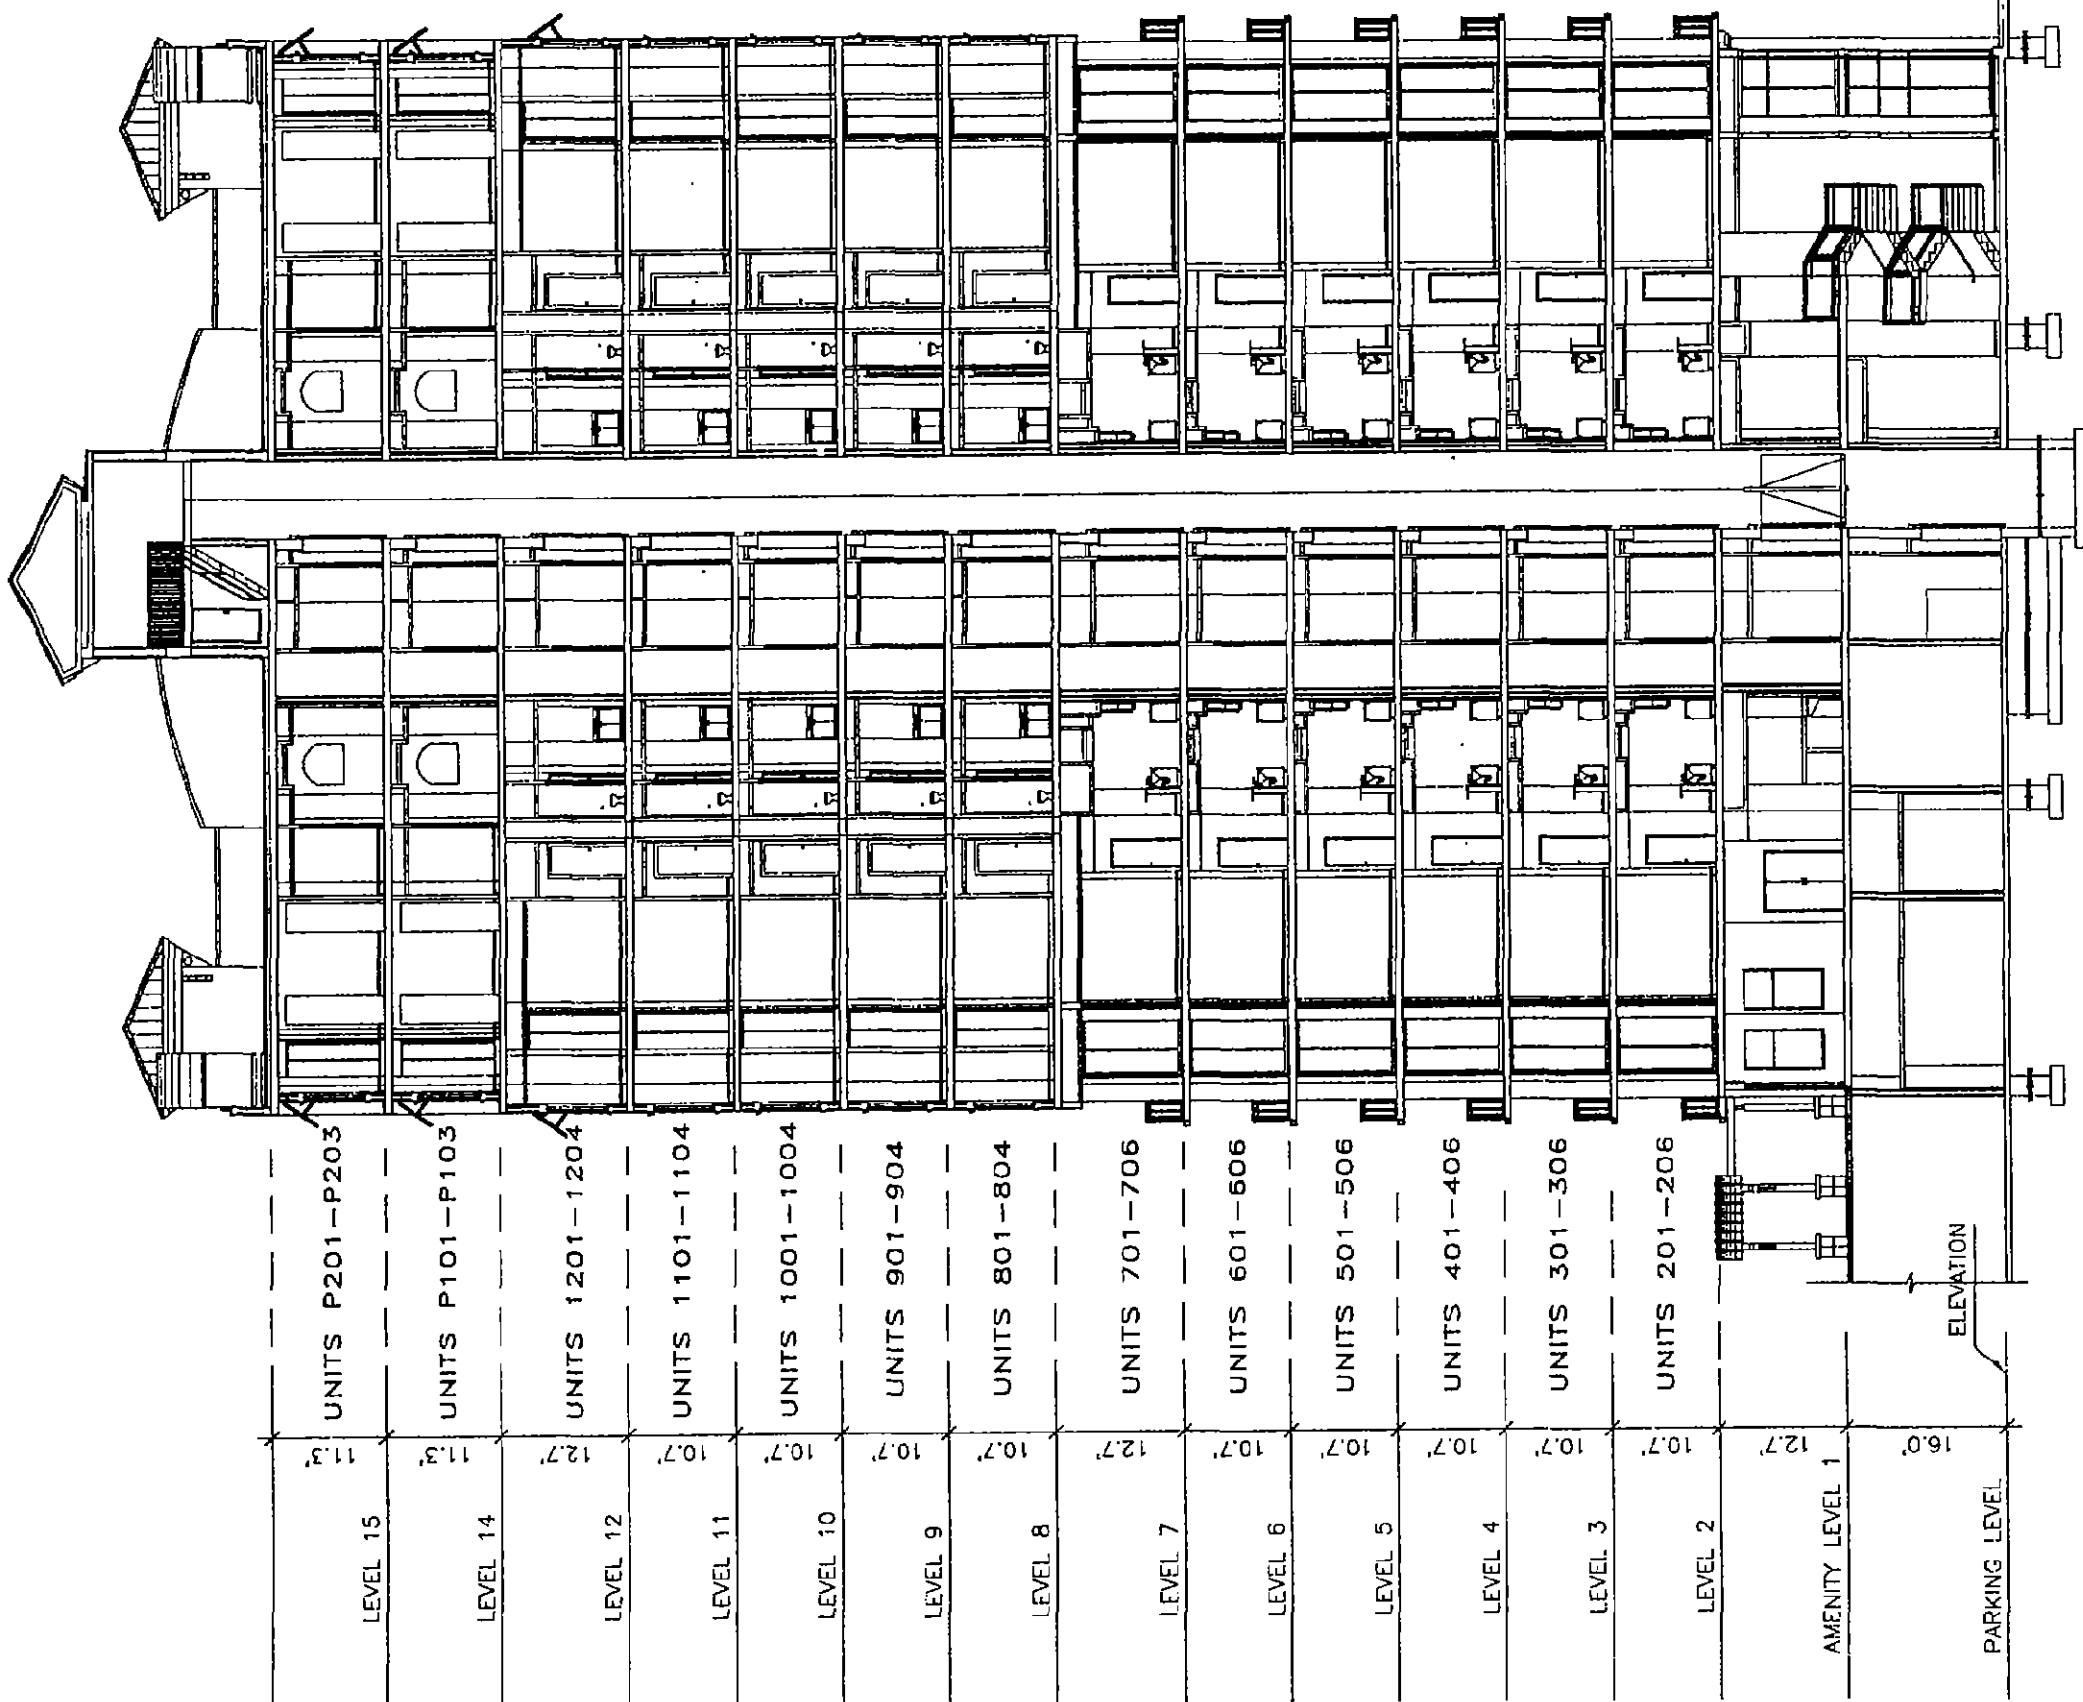 UNITS P201-P203
11.3'
LEVEL 15
UNITS P101-P103
11.3'
LEVEL 14
UNITS 1201-1204
12.7'
LEVEL 12
UNITS 1101-1104
10.7'
LEVEL 11
UNITS 1001-1004
10.7'
LEVEL 10
UNITS 901-904
10.7'
LEVEL 9
UNITS 801-804
10.7'
LEVEL 8
UNITS 701-706
12.7'
LEVEL 7
UNITS 601-606
10.7'
LEVEL 6
UNITS 501-506
10.7'
LEVEL 5
UNITS 401-406
10.7'
LEVEL 4
UNITS 301-306
10.7'
LEVEL 3
UNITS 201-206
10.7'
LEVEL 2
12.7'
AMENITY LEVEL 1
16.0'
PARKING LEVEL
ELEVATION